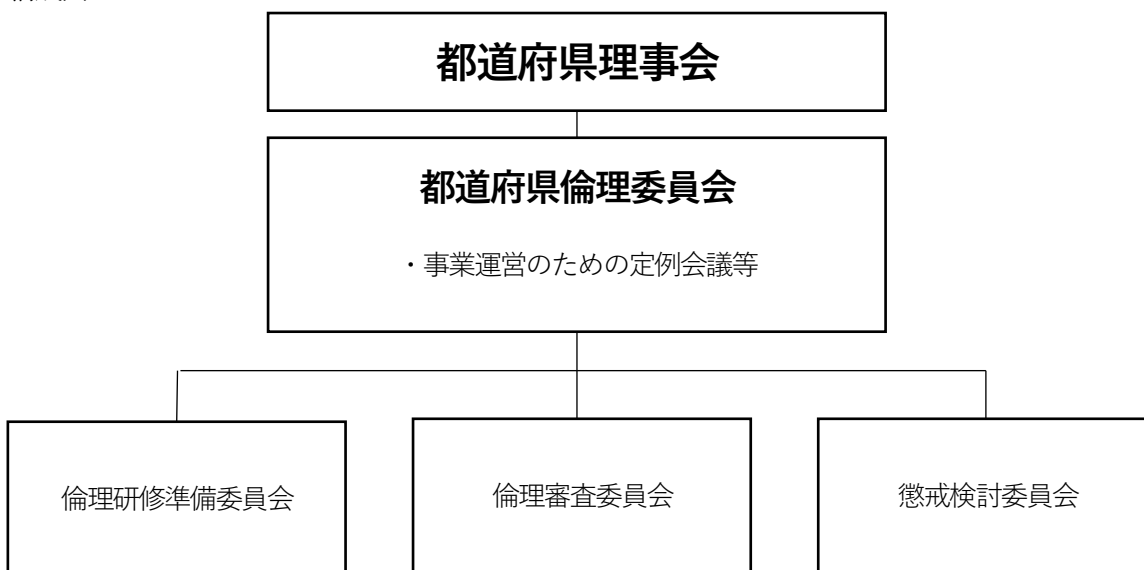 都道府県理事会
都道府県倫理委員会
・事業運営のための定例会議等
倫理研修準備委員会
倫理審査委員会
懲戒検討委員会